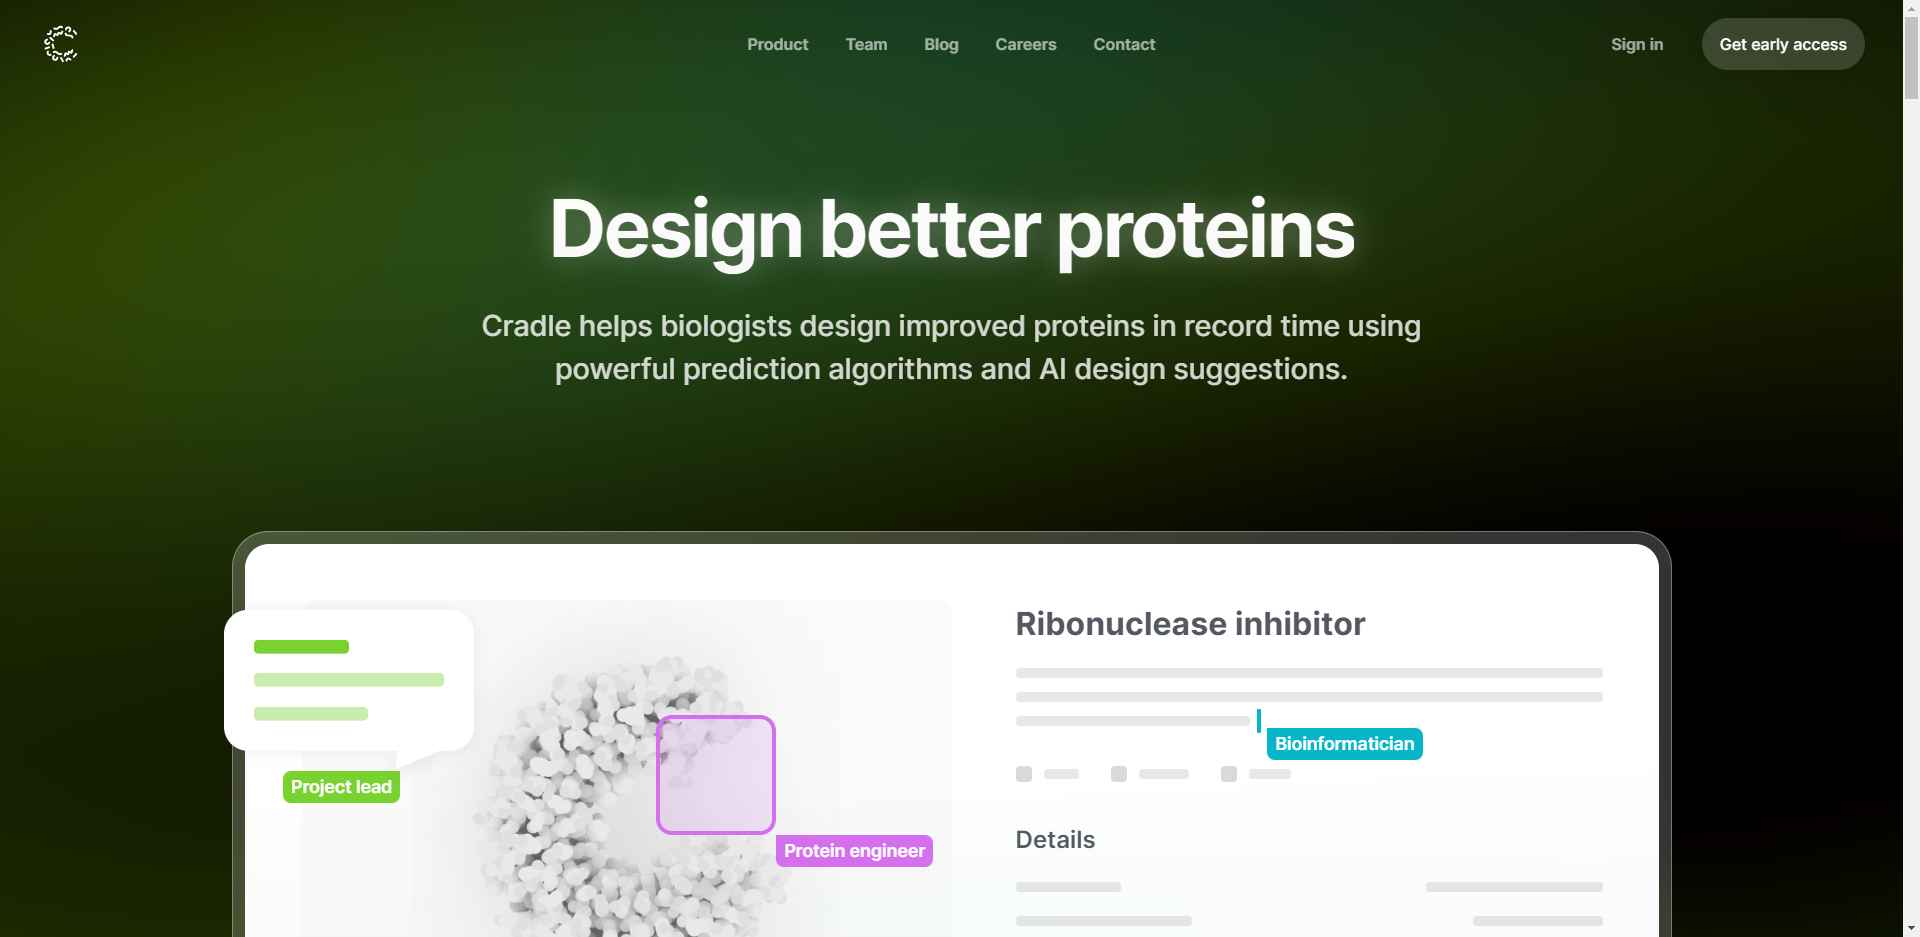 Product Team Blog Careers Contact Sign in Get early access
Design better proteins
Cradle helps biologists design improved proteins in record time using
powerful prediction algorithms and AI design suggestions.
Ribonuclease inhibitor
Bioinformatician
Project lead
Details
Protein engineer